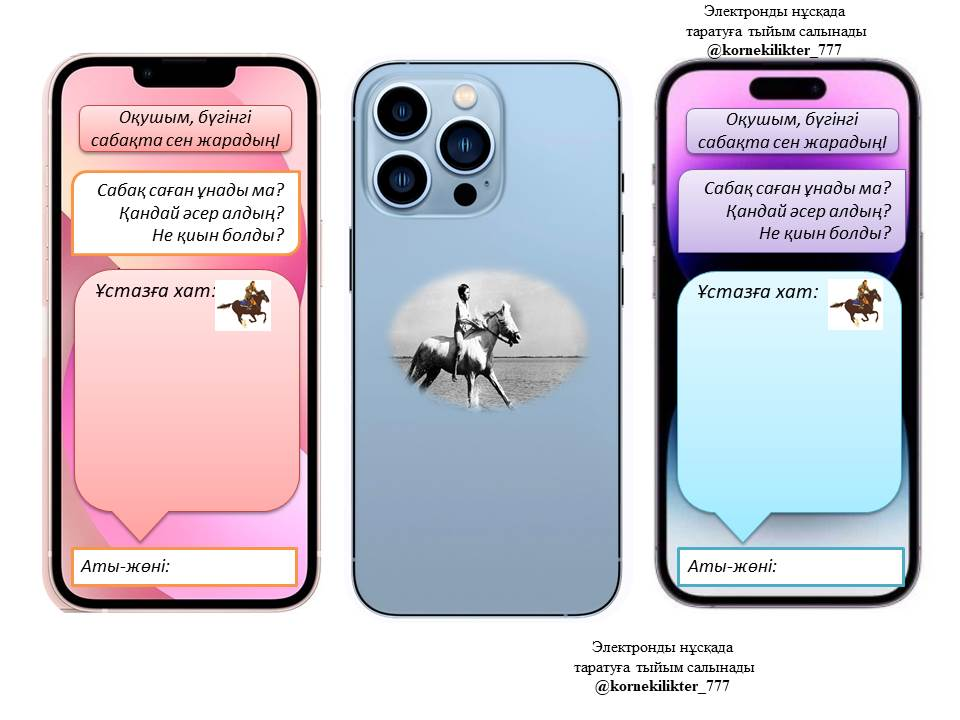 Электронды нұсқада
таратуға тыйым салынады
@kornekilikter_777
Оқушым, бүгінгі
сабақта сен жарадың!
Сабақ саған ұнады ма?
Қандай әсер алдың?
Не қиын болды?
Ұстазға хат:
Аты-жөні:
Оқушым, бүгінгі
сабақта сен жарадың!
Сабақ саған ұнады ма?
Қандай әсер алдың?
Не қиын болды?
Ұстазға хат:
Аты-жөні:
Электронды нұсқада
таратуға тыйым салынады
@kornekilikter_777